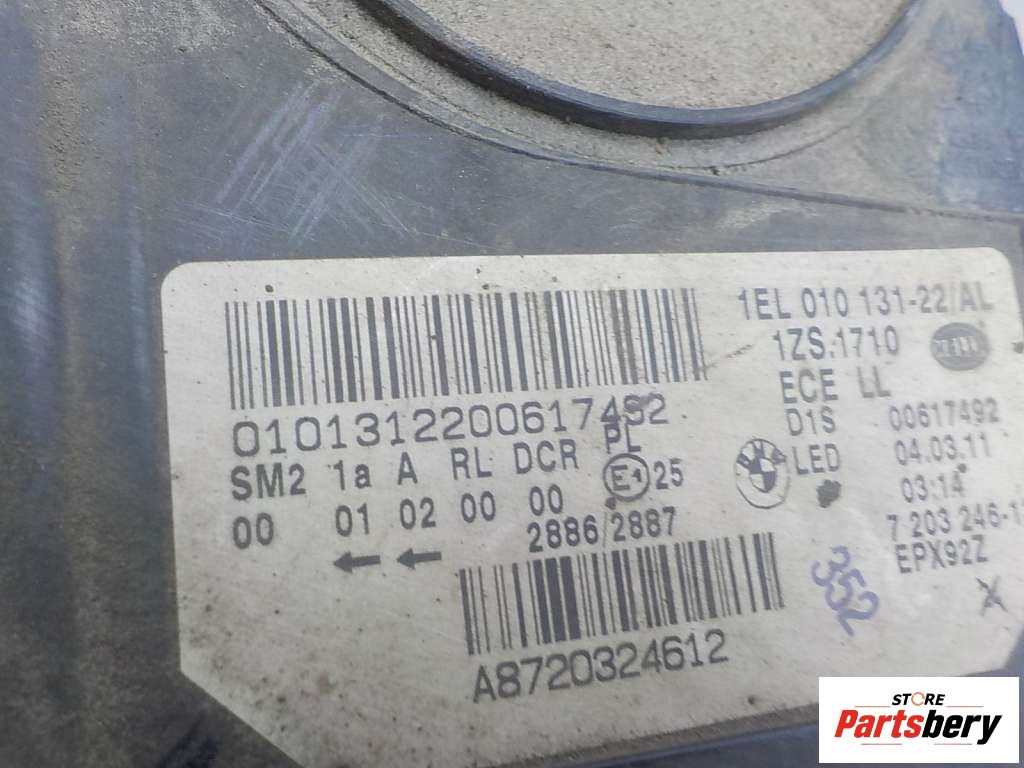 1EL 010 131-22/AL
1ZS.1710
ECE LL
D1S 00617492
LED 04.03.11
03:14
7 203 246-1
EPX92Z
0101312200617492
SM2 1a A RL DCR PL
00 01 02 00 00 E1 25
2886/2887
A8720324612
352
X
STORE
Partsbery